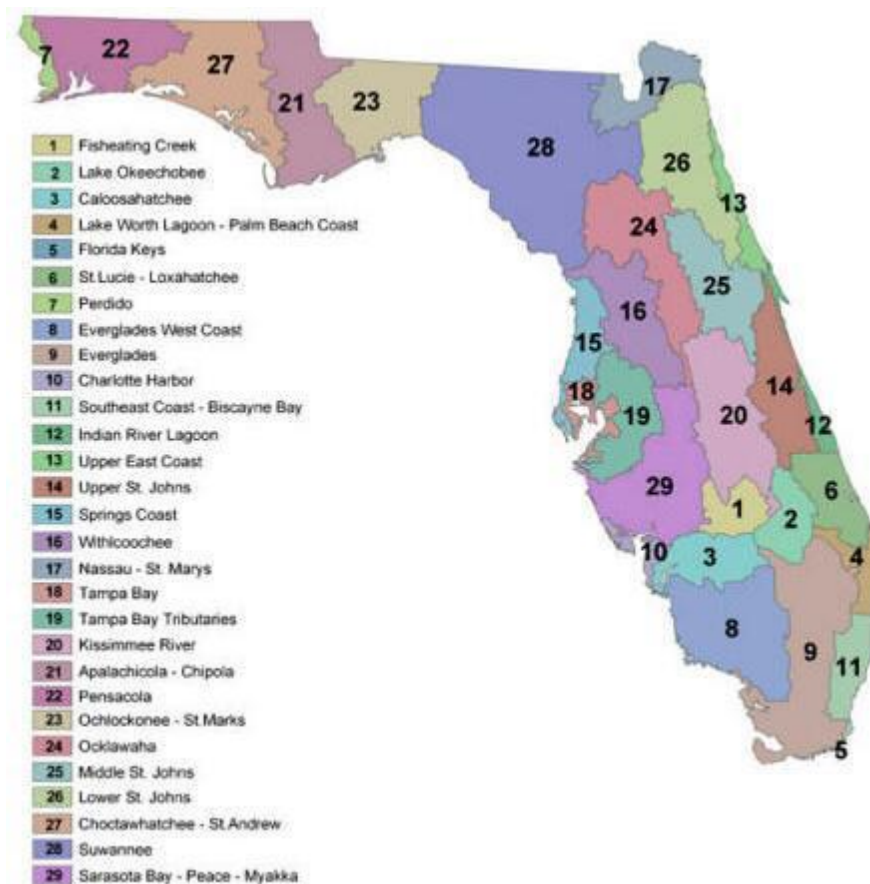 7
22
27
21
23
28
17
26
13
24
25
16
15
14
18
19
20
12
29
6
1
2
10
3
4
8
9
11
5
1 Fisheating Creek
2 Lake Okeechobee
3 Caloosahatchee
4 Lake Worth Lagoon - Palm Beach Coast
5 Florida Keys
6 St.Lucie - Loxahatchee
7 Perdido
8 Everglades West Coast
9 Everglades
10 Charlotte Harbor
11 Southeast Coast - Biscayne Bay
12 Indian River Lagoon
13 Upper East Coast
14 Upper St. Johns
15 Springs Coast
16 Withlcoochee
17 Nassau - St. Marys
18 Tampa Bay
19 Tampa Bay Tributaries
20 Kissimmee River
21 Apalachicola - Chipola
22 Pensacola
23 Ochlockonee - St.Marks
24 Ocklawaha
25 Middle St. Johns
26 Lower St. Johns
27 Choctawhatchee - St.Andrew
28 Suwannee
29 Sarasota Bay - Peace - Myakka